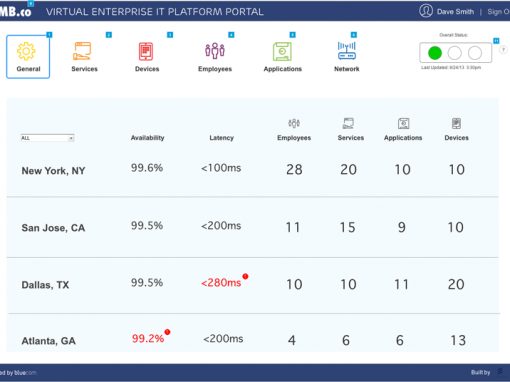 MB.co VIRTUAL ENTERPRISE IT PLATFORM PORTAL Dave Smith | Sign O
Overall Status
General Services Devices Employees Applications Network
Last Updated: 6/24/13 3:30pm
ALL Availability Latency Employees Services Applications Devices
New York, NY 99.6% <100ms 28 20 10 10
San Jose, CA 99.5% <200ms 11 15 9 10
Dallas, TX 99.5% <280ms 10 10 11 20
Atlanta, GA 99.2% <200ms 4 6 6 13
ed by bluecom Built by